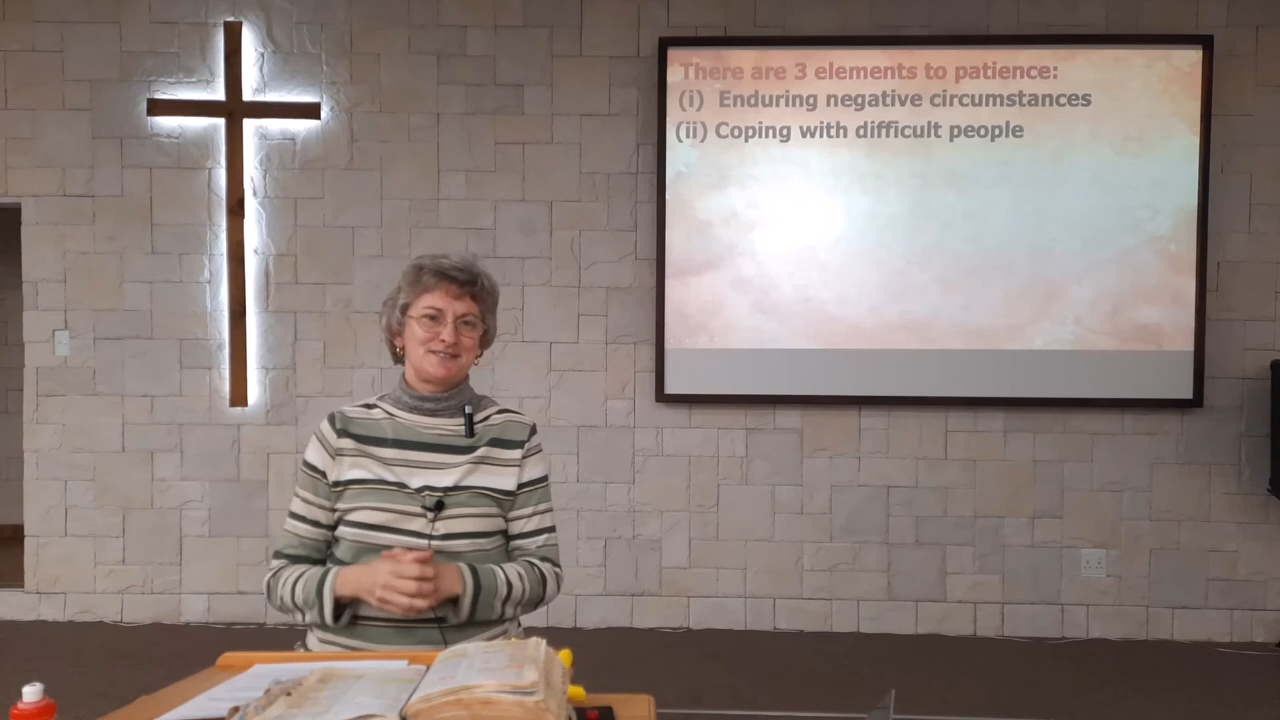 There are 3 elements to patience:
(i) Enduring negative circumstances
(ii) Coping with difficult people